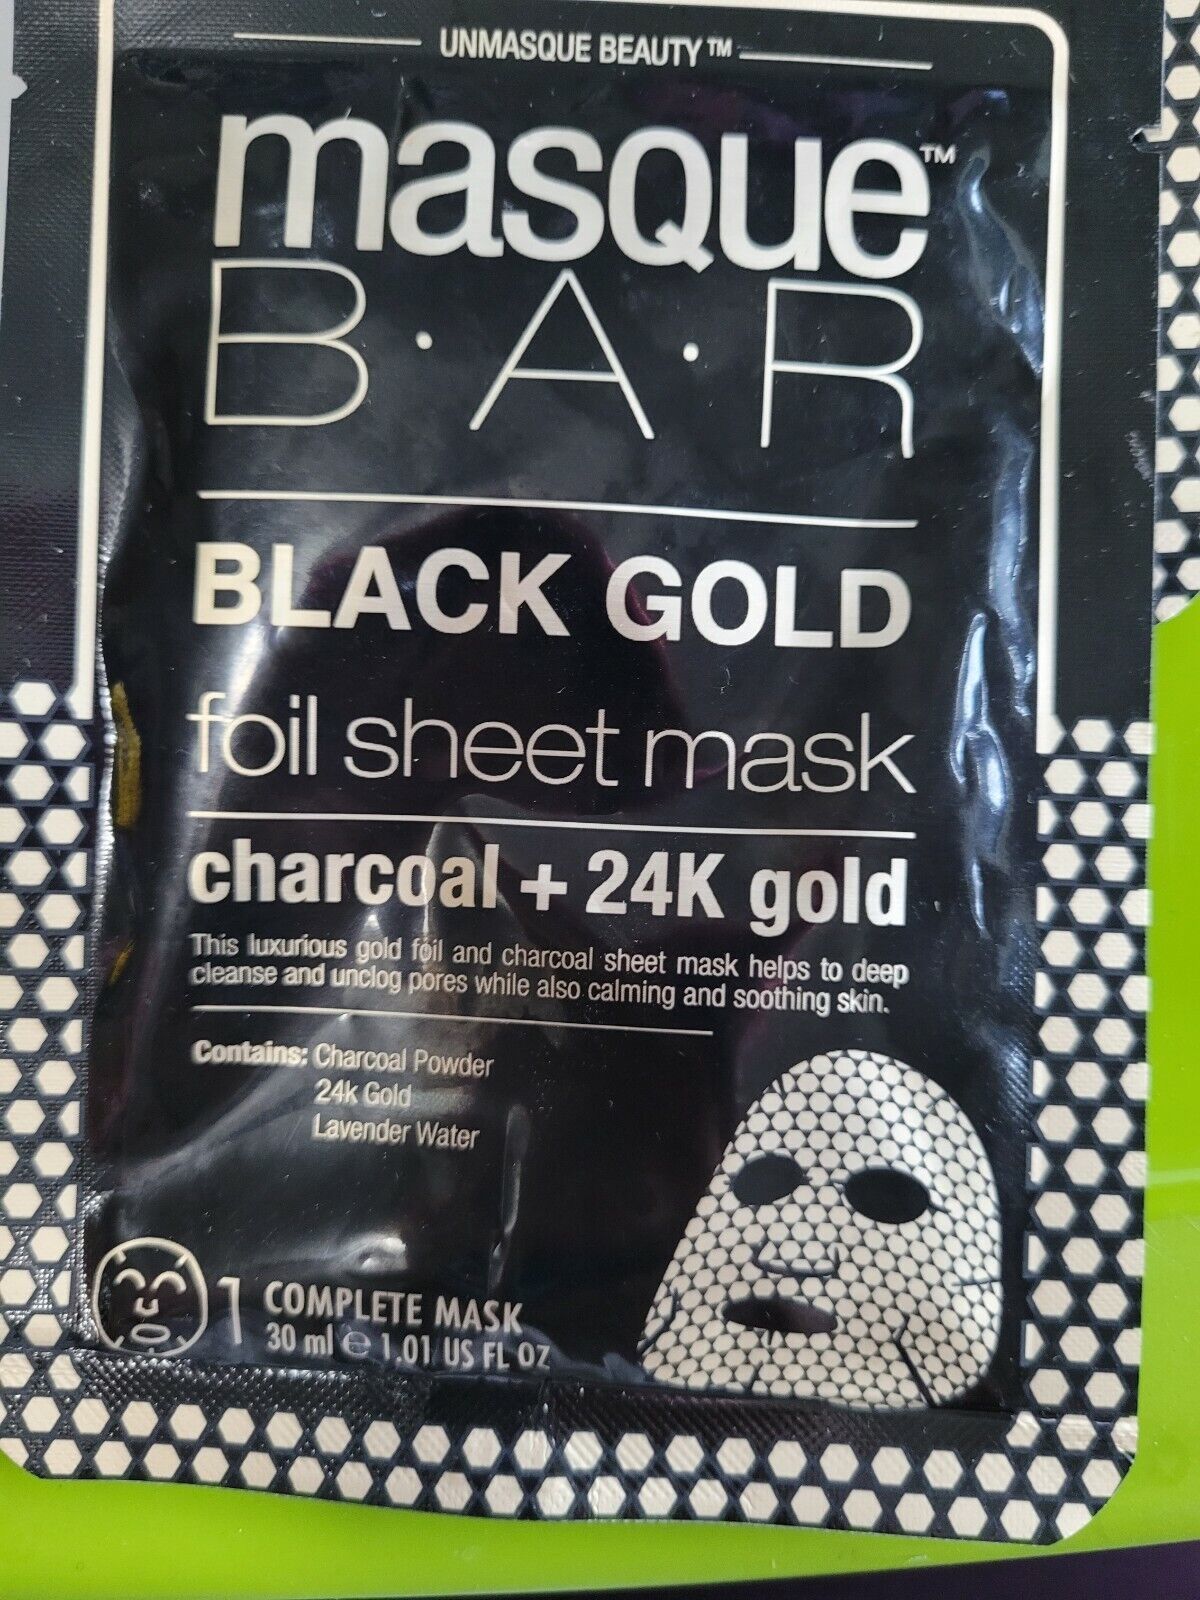 UNMASQUE BEAUTY™
masQue™
B·A·R
BLACK GOLD
foil sheet mask
charcoal + 24K gold
This luxurious gold foil and charcoal sheet mask helps to deep
cleanse and unclog pores while also calming and soothing skin.
Contains: Charcoal Powder
24k Gold
Lavender Water
1 COMPLETE MASK
30 ml ℮ 1.01 US FL OZ